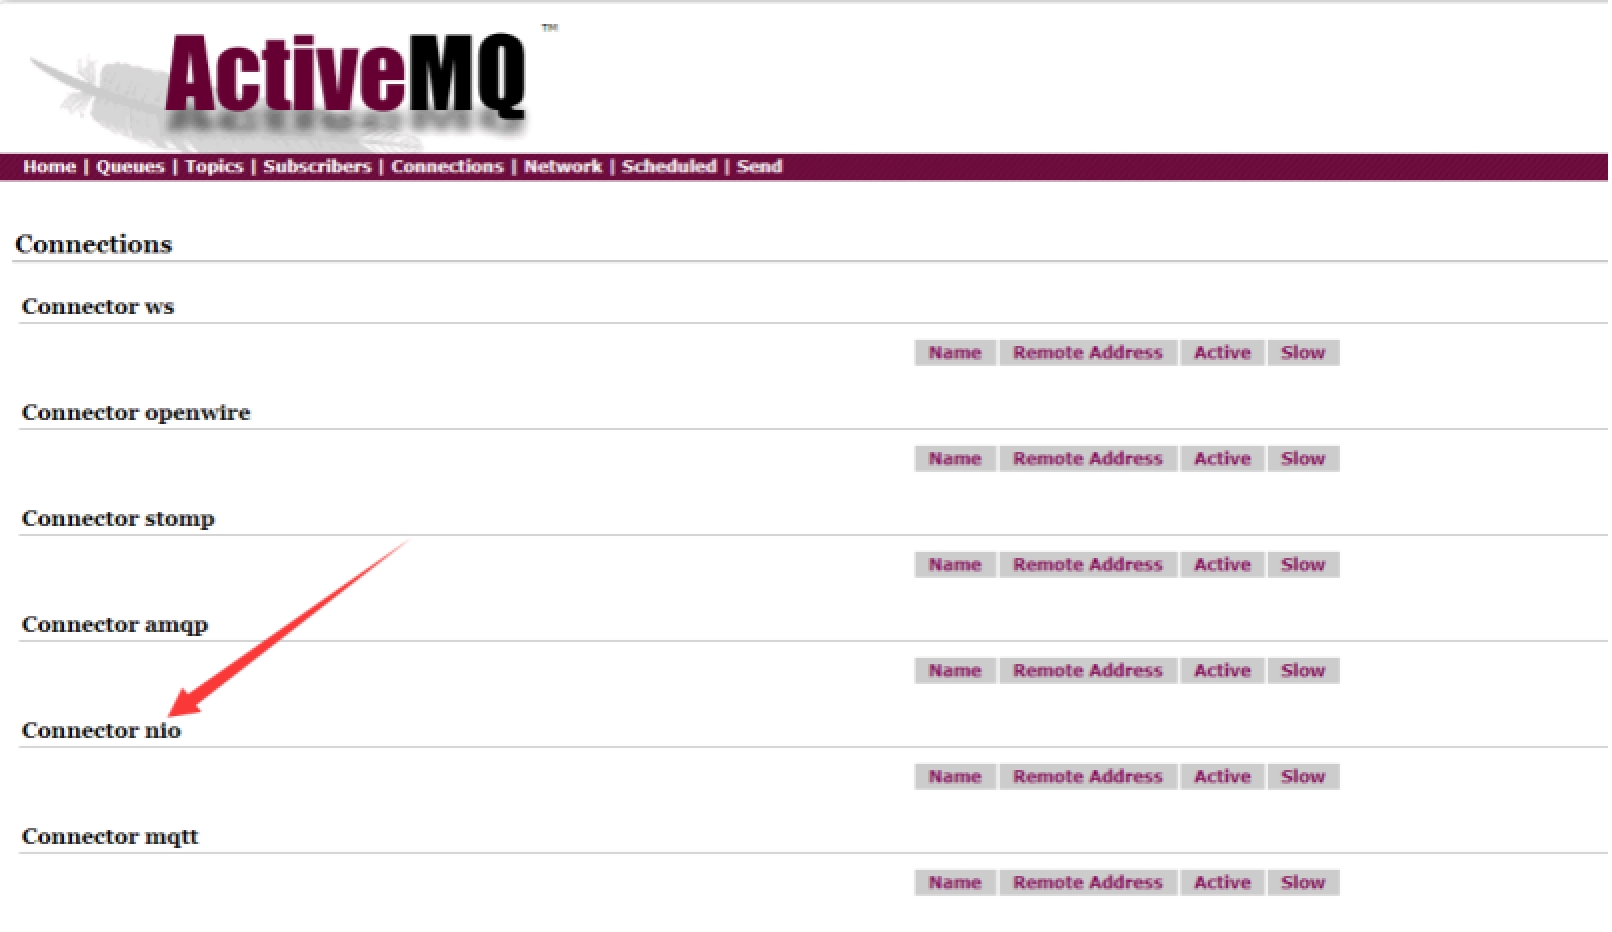 ActiveMQ ™
Home | Queues | Topics | Subscribers | Connections | Network | Scheduled | Send
Connections
Connector ws
Name Remote Address Active Slow
Connector openwire
Name Remote Address Active Slow
Connector stomp
Name Remote Address Active Slow
Connector amqp
Name Remote Address Active Slow
Connector nio
Name Remote Address Active Slow
Connector mqtt
Name Remote Address Active Slow